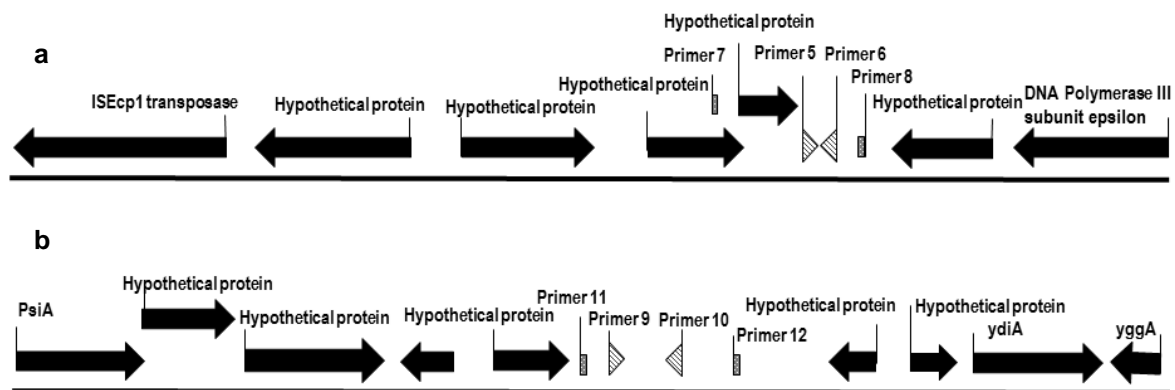 a
Hypothetical protein
Primer 7
Primer 5
Primer 6
Primer 8
ISEcp1 transposase
Hypothetical protein
Hypothetical protein
Hypothetical protein
Hypothetical protein
DNA Polymerase III
subunit epsilon
b
PsiA
Hypothetical protein
Hypothetical protein
Hypothetical protein
Primer 11
Primer 9
Primer 10
Primer 12
Hypothetical protein
Hypothetical protein
ydiA
yggA